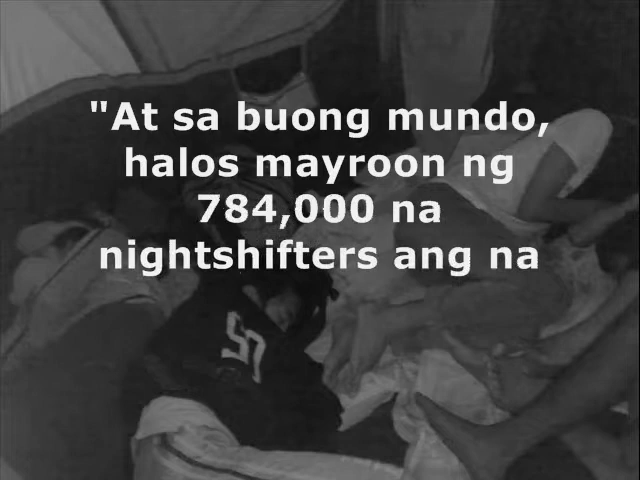 "At sa buong mundo,
halos mayroon ng
784,000 na
nightshifters ang na